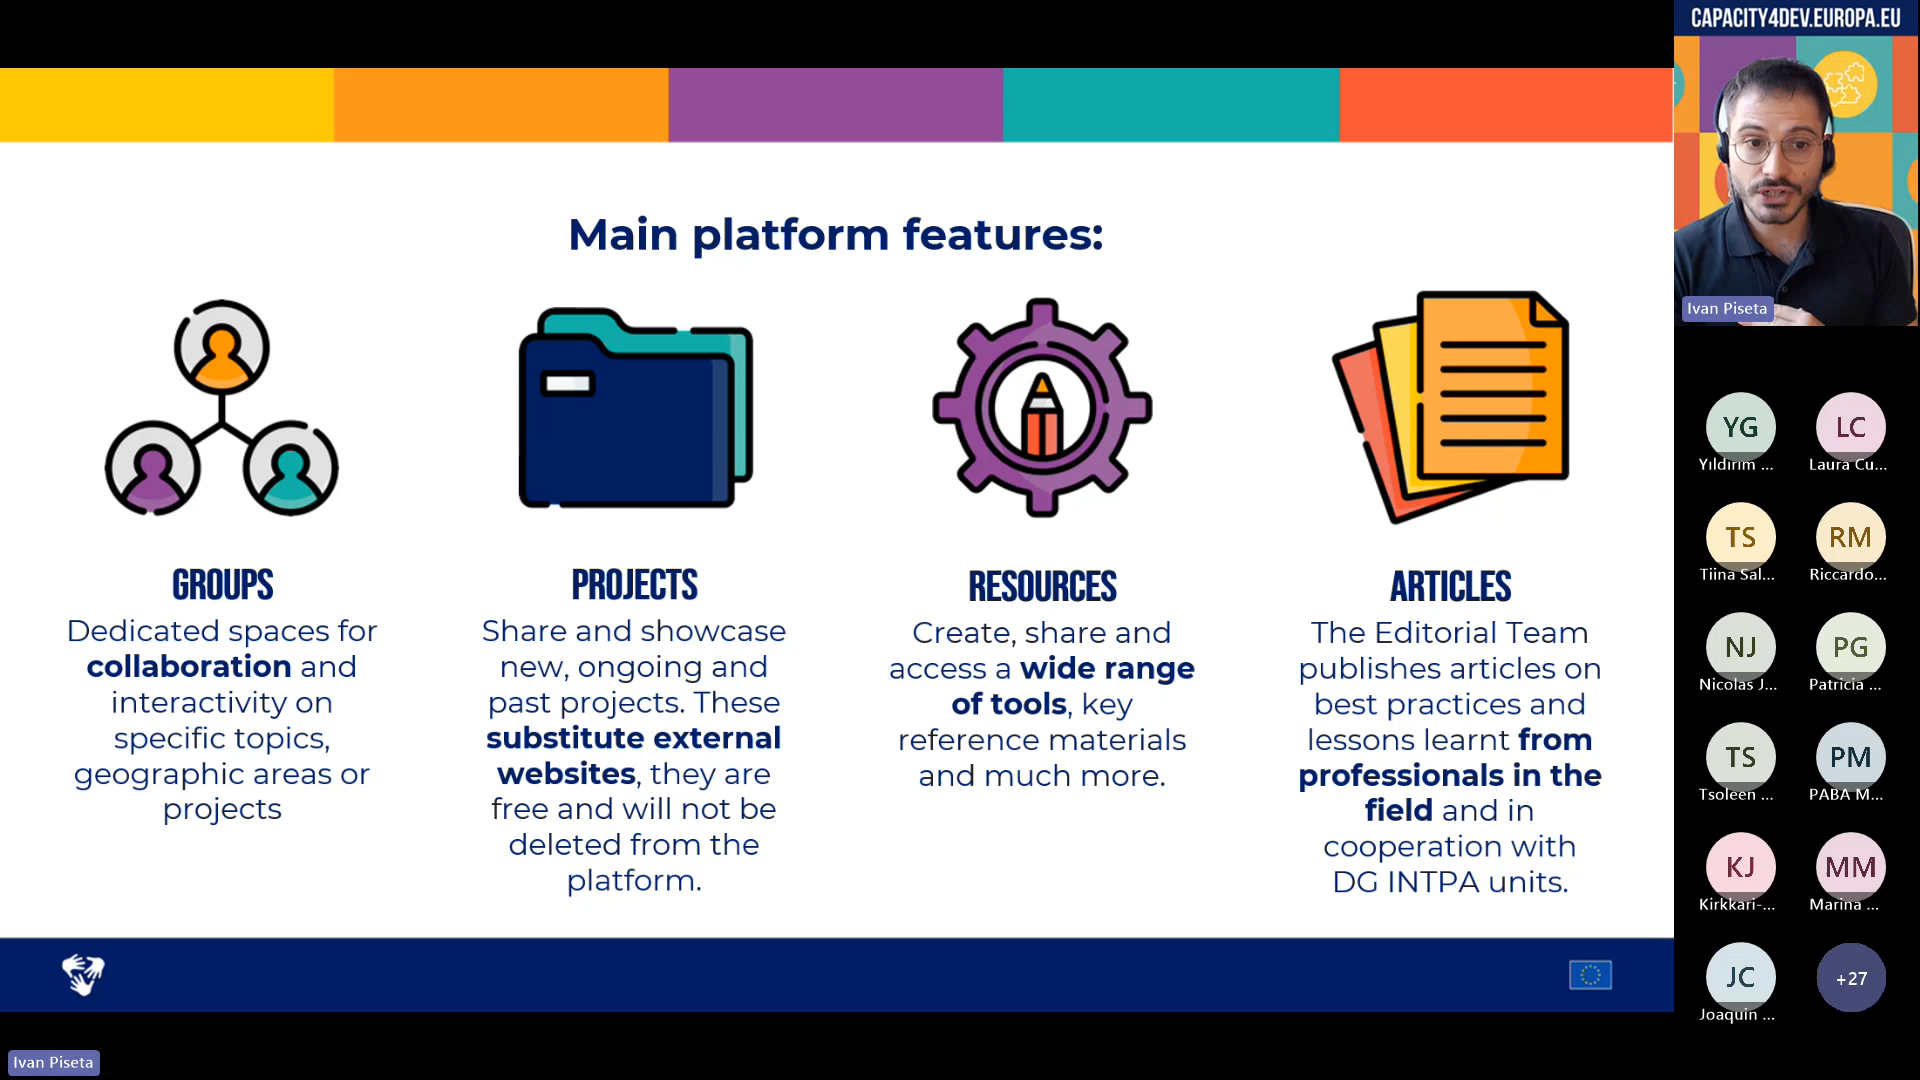 CAPACITY4DEV.EUROPA.EU
Main platform features:
GROUPS
Dedicated spaces for
collaboration and
interactivity on
specific topics,
geographic areas or
projects
PROJECTS
Share and showcase
new, ongoing and
past projects. These
substitute external
websites, they are
free and will not be
deleted from the
platform.
RESOURCES
Create, share and
access a wide range
of tools, key
reference materials
and much more.
ARTICLES
The Editorial Team
publishes articles on
best practices and
lessons learnt from
professionals in the
field and in
cooperation with
DG INTPA units.
Ivan Piseta
YG
Yıldırım ...
LC
Laura Cu...
TS
Tiina Sal...
RM
Riccardo...
NJ
Nicolas J...
PG
Patricia ...
TS
Tsoleen ...
PM
PABA M...
KJ
Kirkkari-...
MM
Marina ...
JC
Joaquin ...
+27
Ivan Piseta